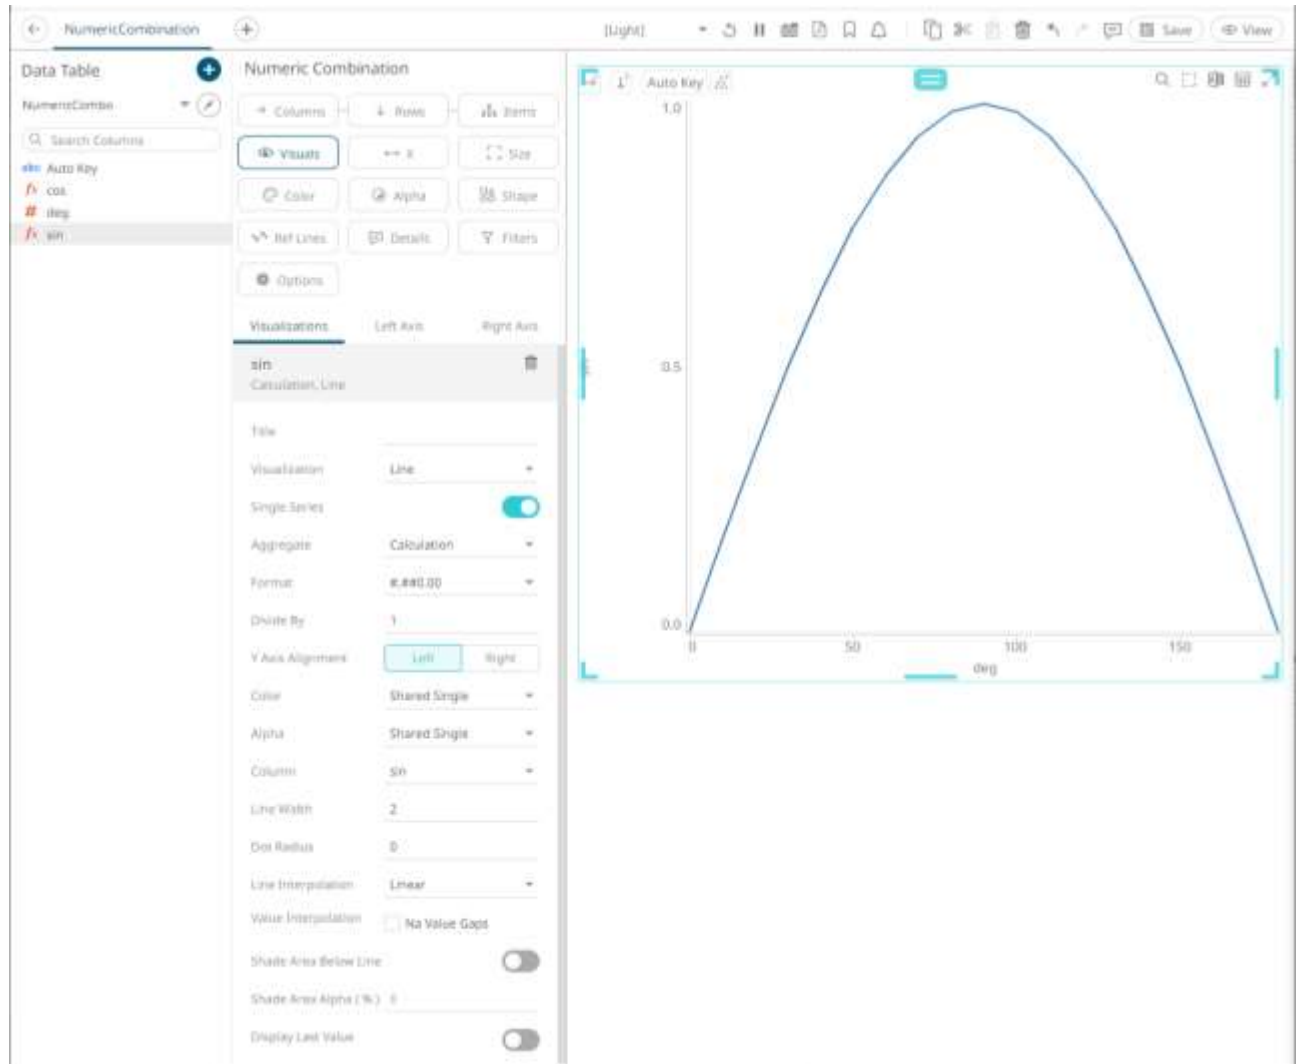 NumericCombination
[Light]
Save
View
Data Table
NumericCombo
Search Columns
abc Auto Key
fx cos
# deg
fx sin
Numeric Combination
Columns
Rows
Items
Visuals
X
Size
Color
Alpha
Shape
Ref Lines
Details
Filters
Options
Visualizations
Left Axis
Right Axis
sin
Calculation, Line
Title
Visualization Line
Single Series
Aggregate Calculation
Format #,##0.00
Divide By 1
Y Axis Alignment Left Right
Color Shared Single
Alpha Shared Single
Column sin
Line Width 2
Dot Radius 0
Line Interpolation Linear
Value Interpolation Na Value Gaps
Shade Area Below Line
Shade Area Alpha (%)
Display Last Value
Auto Key
1.0
0.5
0.0
0 50 100 150
deg